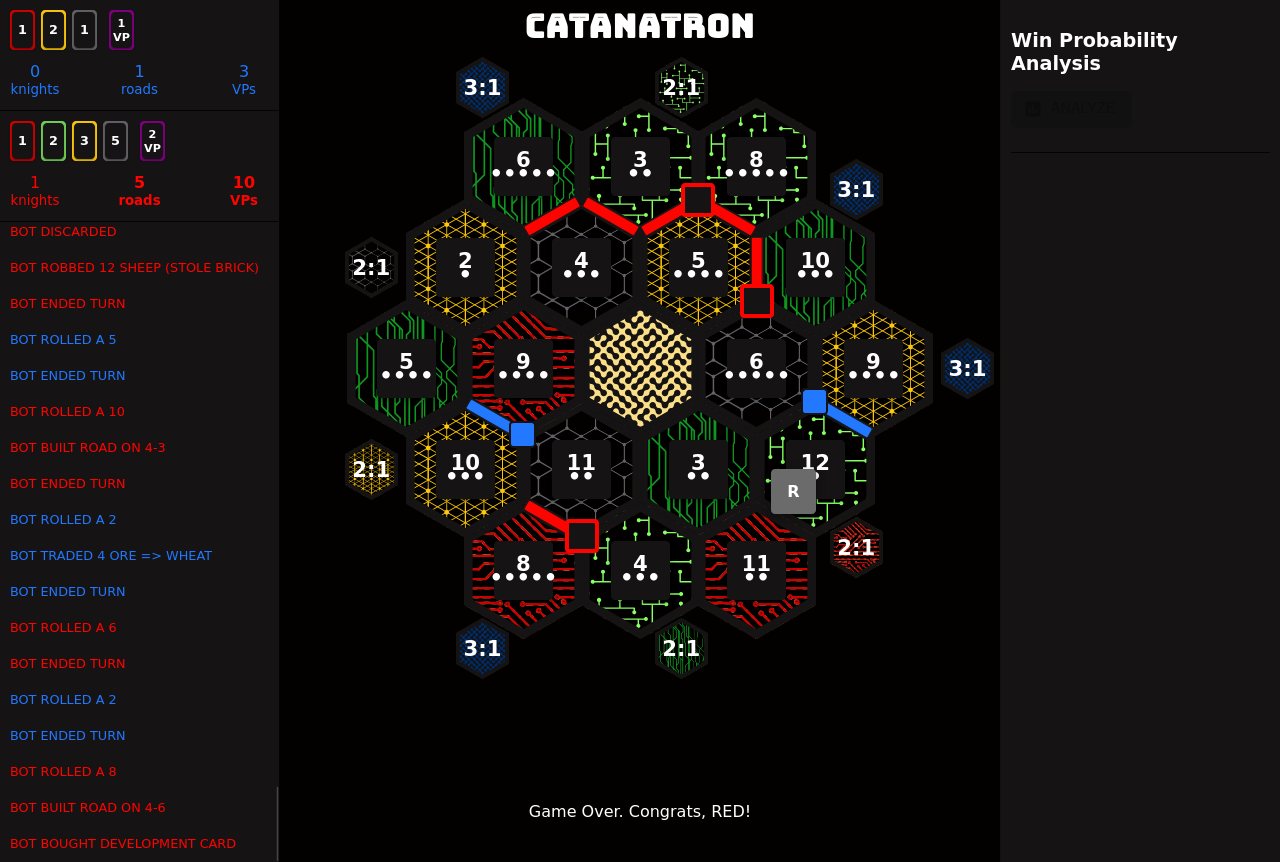 CATANATRON
1 2 1 1 VP
0 1 3
knights roads VPs
1 2 3 5 2 VP
1 5 10
knights roads VPs
BOT DISCARDED
BOT ROBBED 12 SHEEP (STOLE BRICK)
BOT ENDED TURN
BOT ROLLED A 5
BOT ENDED TURN
BOT ROLLED A 10
BOT BUILT ROAD ON 4-3
BOT ENDED TURN
BOT ROLLED A 2
BOT TRADED 4 ORE => WHEAT
BOT ENDED TURN
BOT ROLLED A 6
BOT ENDED TURN
BOT ROLLED A 2
BOT ENDED TURN
BOT ROLLED A 8
BOT BUILT ROAD ON 4-6
BOT BOUGHT DEVELOPMENT CARD
3:1 2:1
6 3 8
3:1
2:1 2 4 5 10
5 9 6 9 3:1
2:1 10 11 3 12
R
8 4 11 2:1
3:1 2:1
Game Over. Congrats, RED!
Win Probability
Analysis
ANALYZE